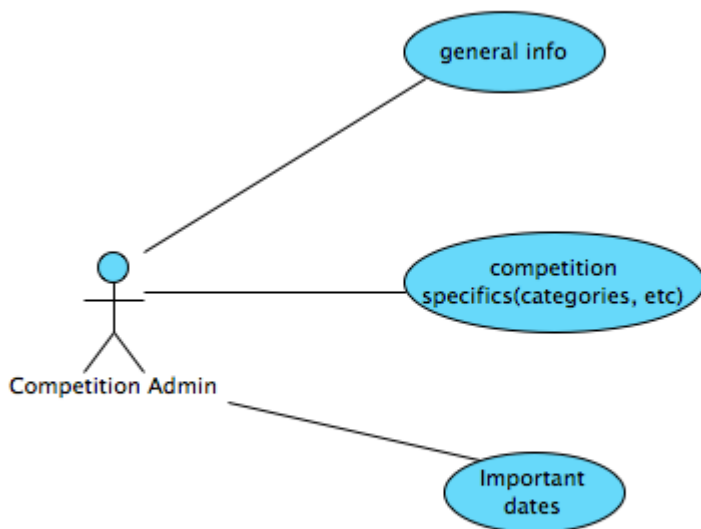 general info
competition
specifics(categories, etc)
Competition Admin
Important
dates